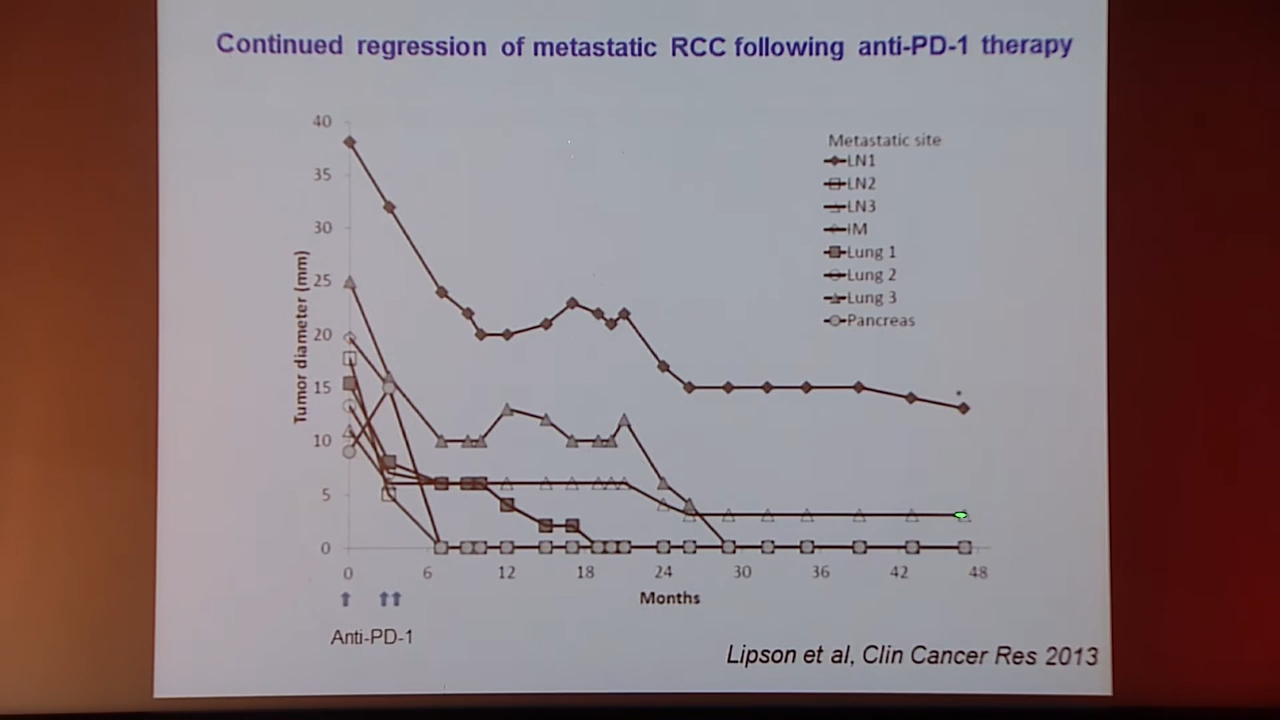 Continued regression of metastatic RCC following anti-PD-1 therapy
Tumor diameter (mm)
40
35
30
25
20
15
10
5
0
Metastatic site
LN1
LN2
LN3
IM
Lung 1
Lung 2
Lung 3
Pancreas
*
0 6 12 18 24 30 36 42 48
Months
Anti-PD-1
Lipson et al, Clin Cancer Res 2013